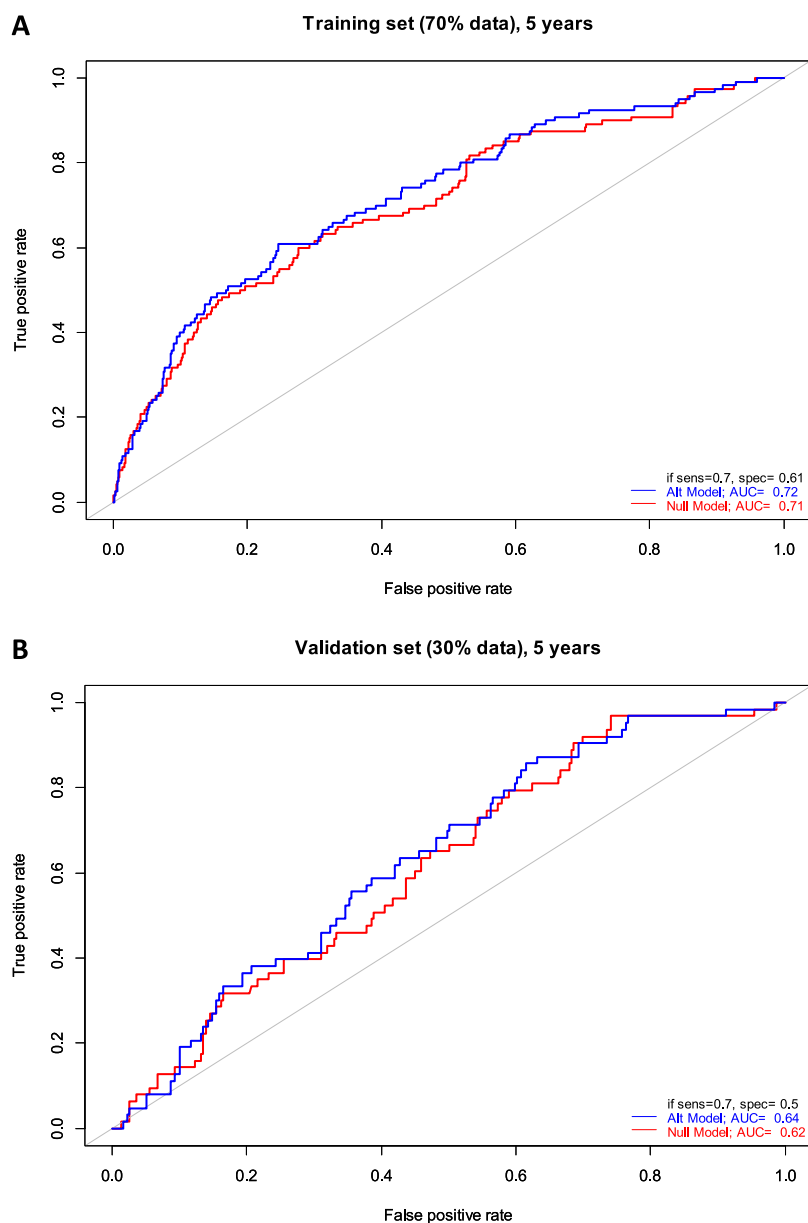 A
Training set (70% data), 5 years
True positive rate
1.0
0.8
0.6
0.4
0.2
0.0
if sens=0.7, spec= 0.61
Alt Model; AUC= 0.72
Null Model; AUC= 0.71
0.0 0.2 0.4 0.6 0.8 1.0
False positive rate
B
Validation set (30% data), 5 years
True positive rate
1.0
0.8
0.6
0.4
0.2
0.0
if sens=0.7, spec= 0.5
Alt Model; AUC= 0.64
Null Model; AUC= 0.62
0.0 0.2 0.4 0.6 0.8 1.0
False positive rate